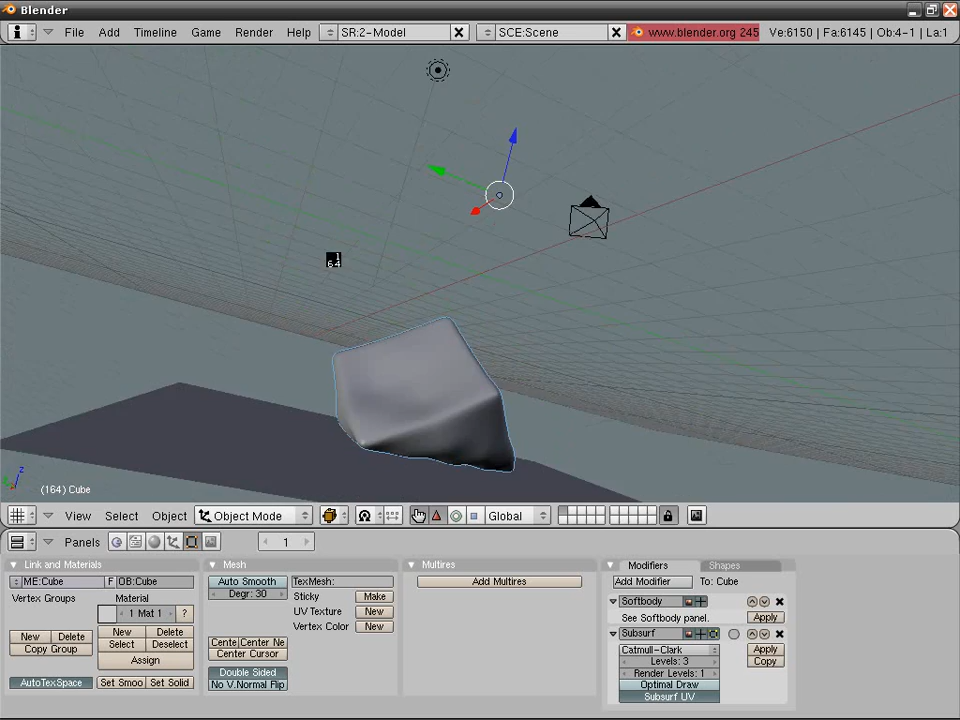 Blender
File Add Timeline Game Render Help SR:2-Model SCE:Scene www.blender.org 245 Ve:6150 | Fa:6145 | Ob:4-1 | La:1
1
64
z
(164) Cube
View Select Object Object Mode Global
Panels 1
Link and Materials
ME:Cube F OB:Cube
Vertex Groups Material
1 Mat 1 ?
New Delete New Delete
Copy Group Select Deselect
Assign
AutoTexSpace Set Smoo Set Solid
Mesh
Auto Smooth TexMesh:
Degr: 30 Sticky Make
UV Texture New
Vertex Color New
Cente Center Ne
Center Cursor
Double Sided
No V.Normal Flip
Multires
Add Multires
Modifiers Shapes
Add Modifier To: Cube
Softbody
See Softbody panel. Apply
Subsurf
Catmull-Clark Apply
Levels: 3 Copy
Render Levels: 1
Optimal Draw
Subsurf UV